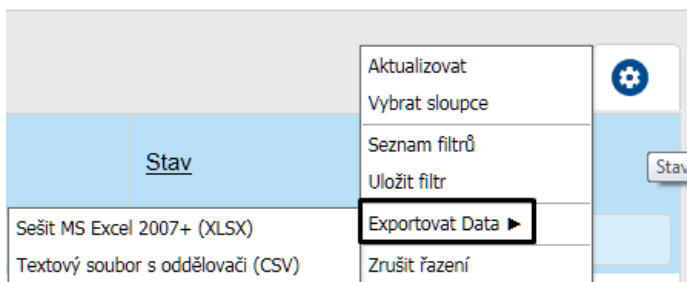 Aktualizovat
Vybrat sloupce
Seznam filtrů
Uložit filtr
Exportovat Data ►
Zrušit řazení
Stav
Stav
Sešit MS Excel 2007+ (XLSX)
Textový soubor s oddělovači (CSV)